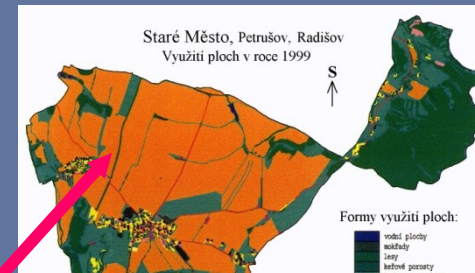 Staré Město, Petrušov, Radišov
Využití ploch v roce 1999
S
Formy využití ploch:
vodní plochy
mokřady
lesy
keřové porosty